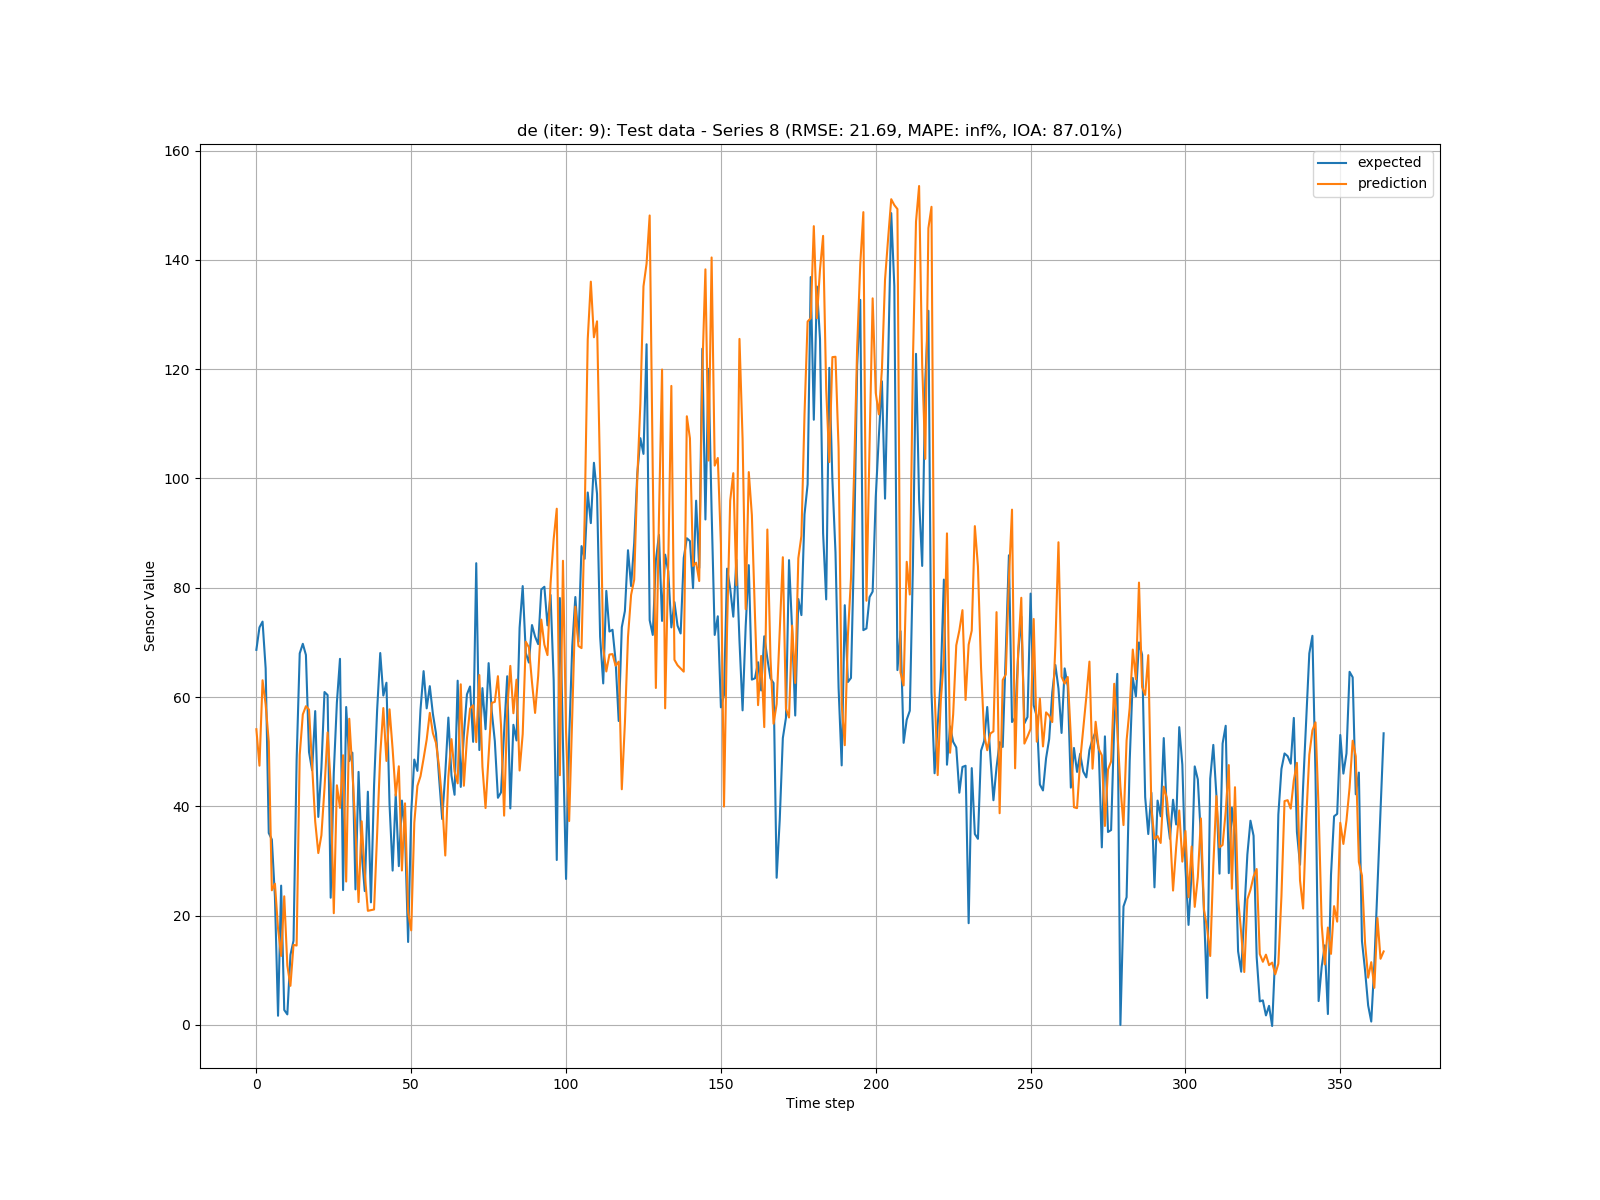 de (iter: 9): Test data - Series 8 (RMSE: 21.69, MAPE: inf%, IOA: 87.01%)
expected
prediction
160
140
120
100
80
60
40
20
0
Sensor Value
0 50 100 150 200 250 300 350
Time step